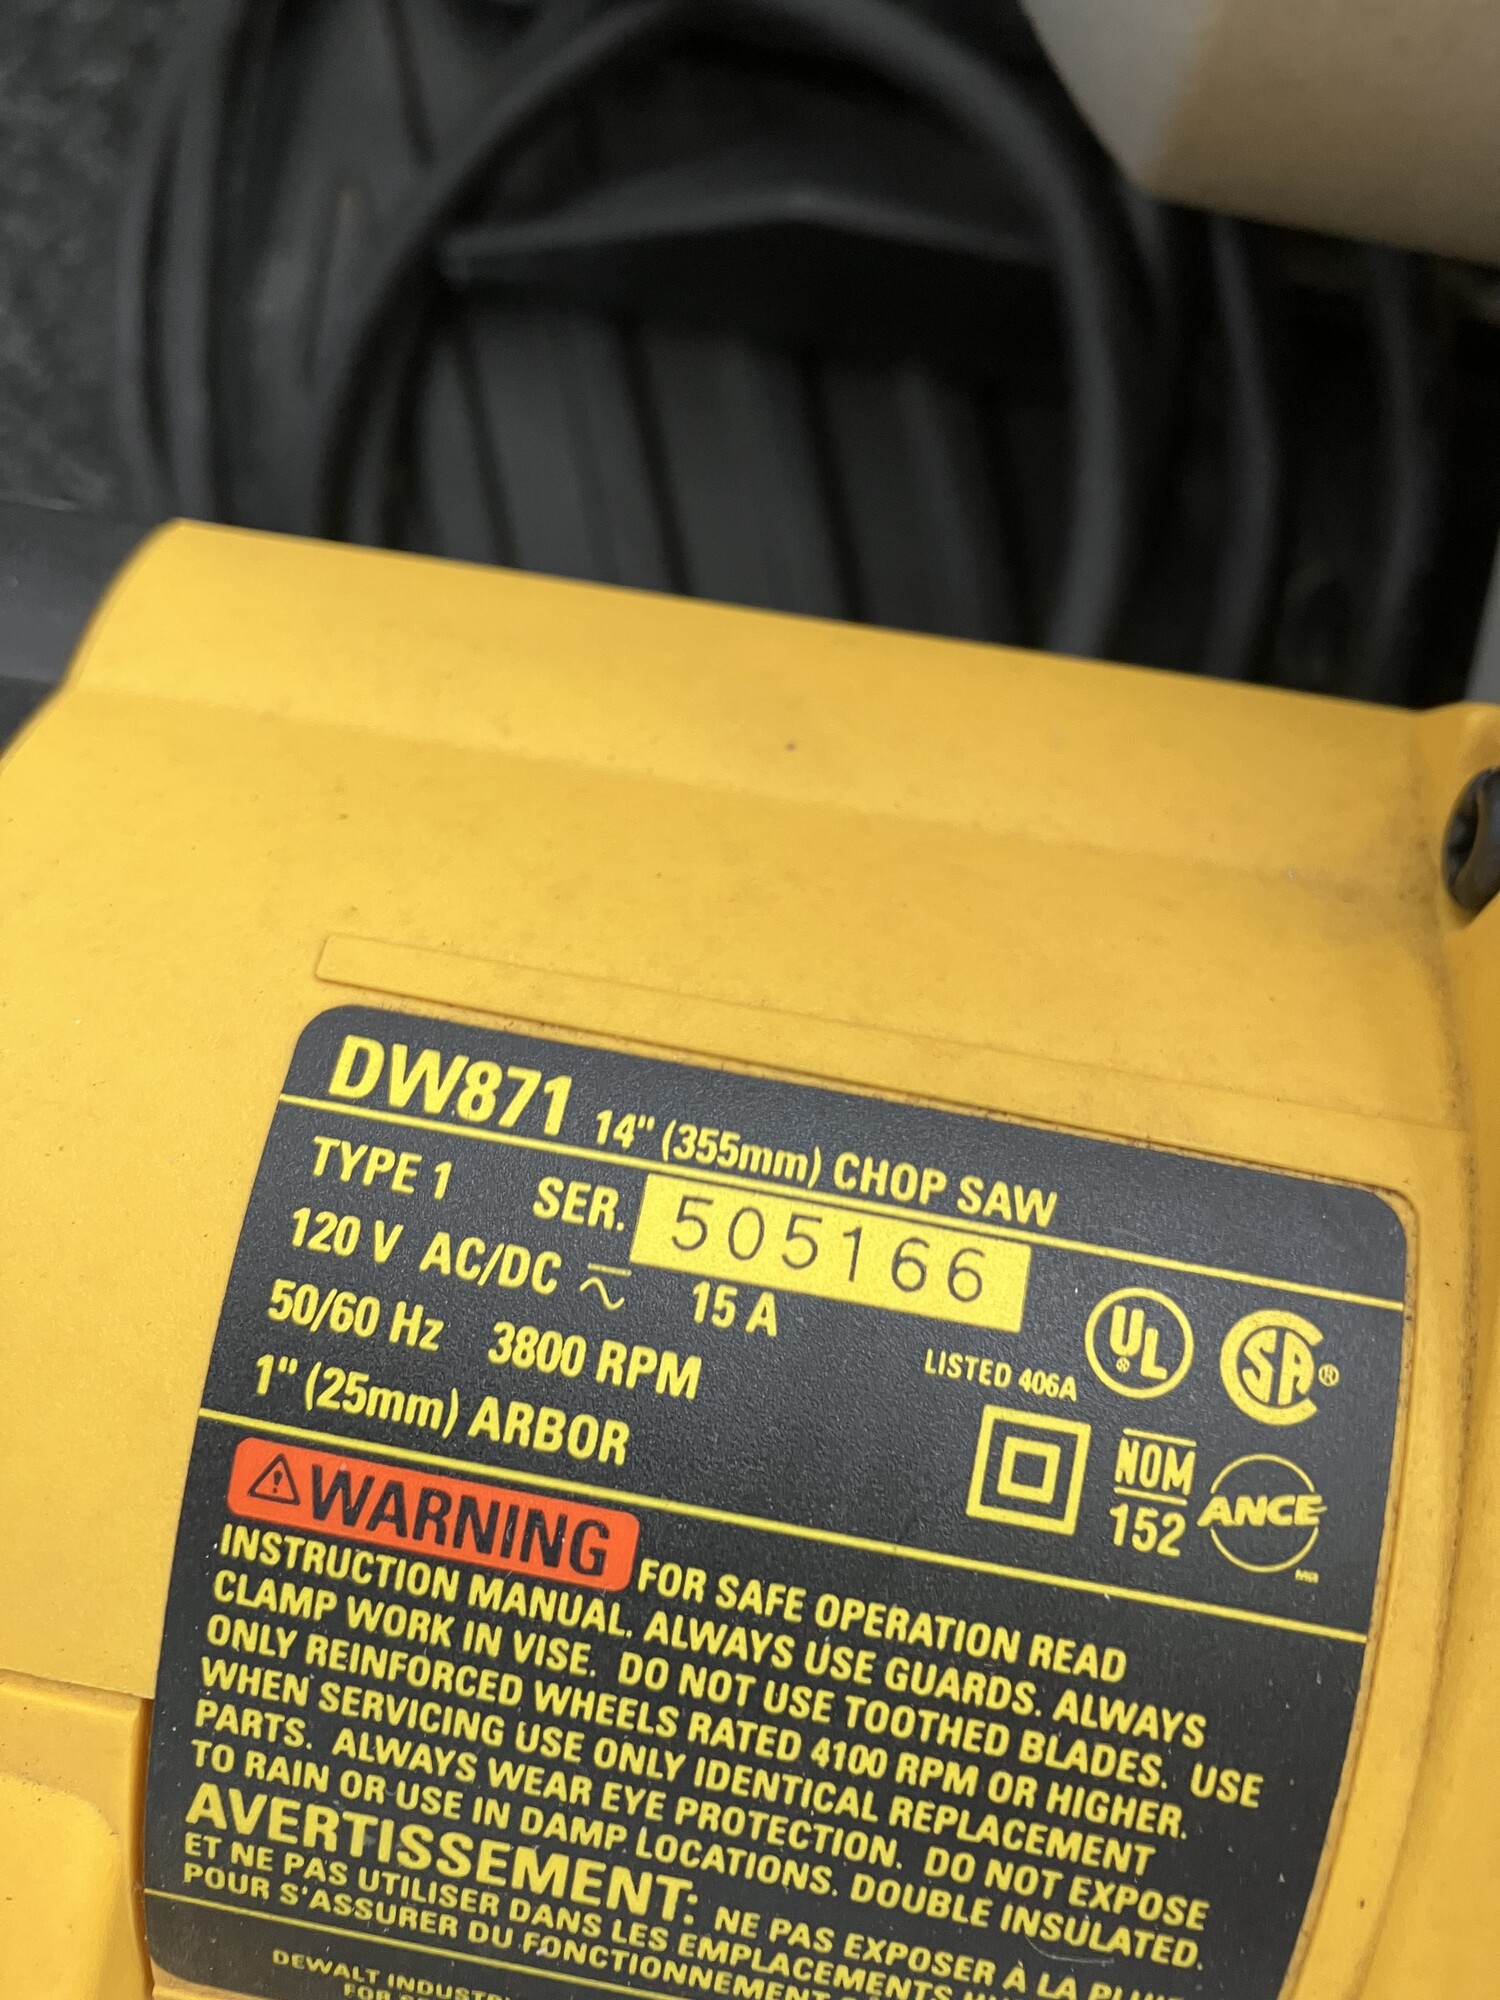 DW871 14" (355mm) CHOP SAW
TYPE 1 SER. 505166
120 V AC/DC 15 A
50/60 Hz 3800 RPM
1" (25mm) ARBOR
LISTED 406A
UL ®
SA ®
NOM
152
ANCE
MR
WARNING FOR SAFE OPERATION READ
INSTRUCTION MANUAL. ALWAYS USE GUARDS. ALWAYS
CLAMP WORK IN VISE. DO NOT USE TOOTHED BLADES. USE
ONLY REINFORCED WHEELS RATED 4100 RPM OR HIGHER.
WHEN SERVICING USE ONLY IDENTICAL REPLACEMENT
PARTS. ALWAYS WEAR EYE PROTECTION. DO NOT EXPOSE
TO RAIN OR USE IN DAMP LOCATIONS. DOUBLE INSULATED.
AVERTISSEMENT: NE PAS EXPOSER À LA PLUIE
ET NE PAS UTILISER DANS LES EMPLACEMENTS
POUR S'ASSURER DU FONCTIONNEMENT
DEWALT